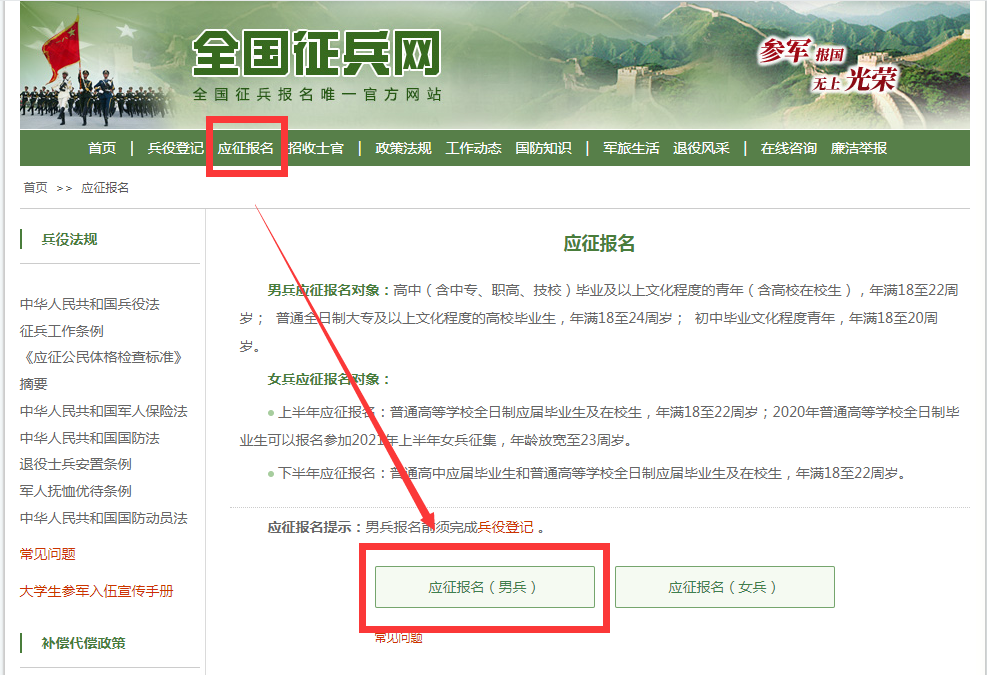 全国征兵网
全国征兵报名唯一官方网站
参军 报国
无上 光荣
首页 | 兵役登记 应征报名 招收士官 | 政策法规 工作动态 国防知识 | 军旅生活 退役风采 | 在线咨询 廉洁举报
首页 >> 应征报名
兵役法规
中华人民共和国兵役法
征兵工作条例
《应征公民体格检查标准》
摘要
中华人民共和国军人保险法
中华人民共和国国防法
退役士兵安置条例
军人抚恤优待条例
中华人民共和国国防动员法
常见问题
大学生参军入伍宣传手册
补偿代偿政策
应征报名
男兵应征报名对象：高中（含中专、职高、技校）毕业及以上文化程度的青年（含高校在校生），年满18至22周
岁； 普通全日制大专及以上文化程度的高校毕业生，年满18至24周岁； 初中毕业文化程度青年，年满18至20周
岁。
女兵应征报名对象：
● 上半年应征报名：普通高等学校全日制应届毕业生及在校生，年满18至22周岁；2020年普通高等学校全日制毕
业生可以报名参加2021年上半年女兵征集，年龄放宽至23周岁。
● 下半年应征报名：普通高中应届毕业生和普通高等学校全日制应届毕业生及在校生，年满18至22周岁。
应征报名提示：男兵报名前须完成兵役登记 。
应征报名（男兵） 应征报名（女兵）
常见问题